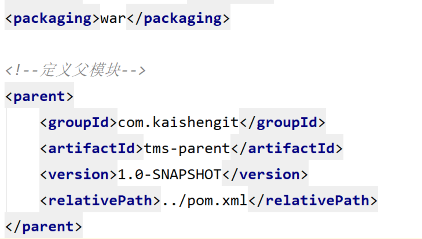 <packaging>war</packaging>
<!--定义父模块-->
<parent>
<groupId>com.kaishengit</groupId>
<artifactId>tms-parent</artifactId>
<version>1.0-SNAPSHOT</version>
<relativePath>../pom.xml</relativePath>
</parent>